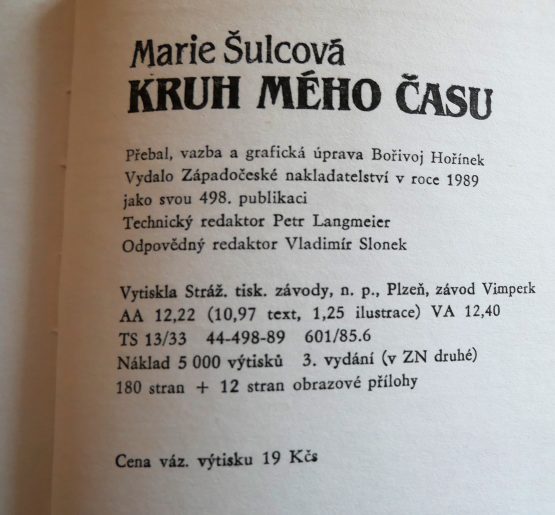 Marie Šulcová
KRUH MÉHO ČASU
Přebal, vazba a grafická úprava Bořivoj Hořínek
Vydalo Západočeské nakladatelství v roce 1989
jako svou 498. publikaci
Technický redaktor Petr Langmeier
Odpovědný redaktor Vladimír Slonek
Vytiskla Stráž. tisk. závody, n. p., Plzeň, závod Vimperk
AA 12,22 (10,97 text, 1,25 ilustrace) VA 12,40
TS 13/33 44-498-89 601/85.6
Náklad 5 000 výtisků 3. vydání (v ZN druhé)
180 stran + 12 stran obrazové přílohy
Cena váz. výtisku 19 Kčs